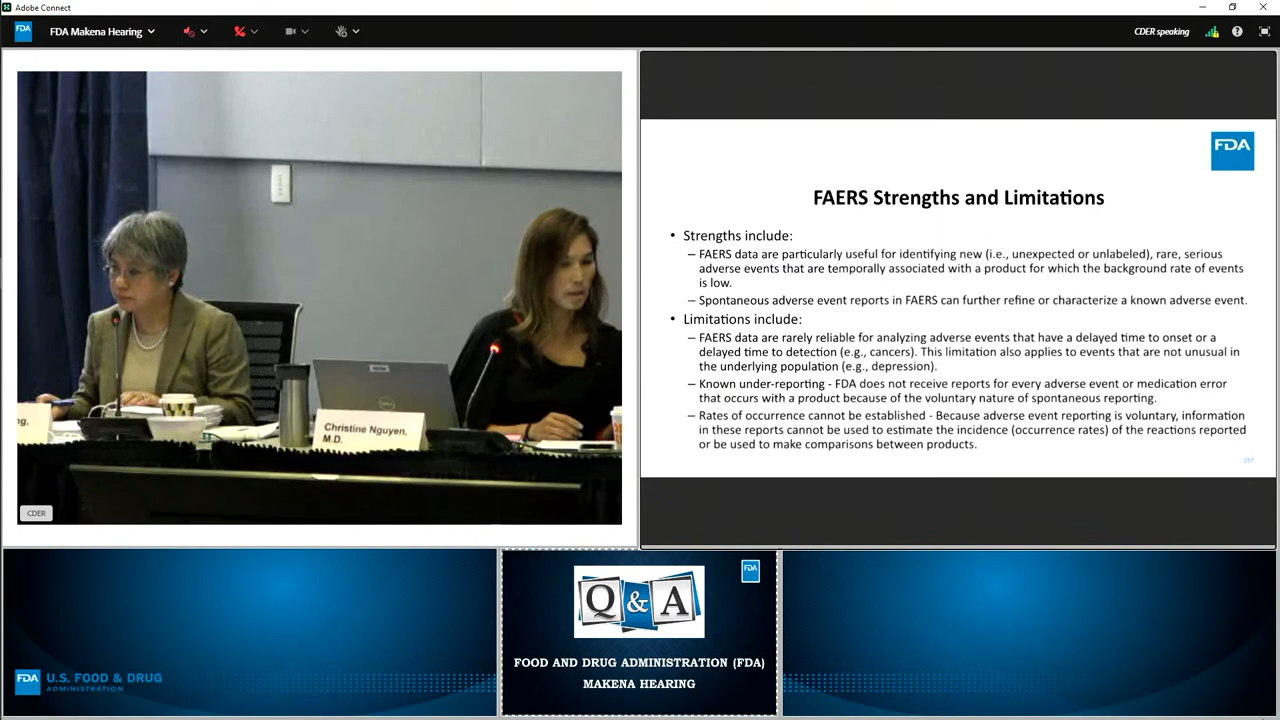 Adobe Connect
FDA
FDA Makena Hearing
CDER speaking
?
FDA
FAERS Strengths and Limitations
• Strengths include:
– FAERS data are particularly useful for identifying new (i.e., unexpected or unlabeled), rare, serious
adverse events that are temporally associated with a product for which the background rate of events
is low.
– Spontaneous adverse event reports in FAERS can further refine or characterize a known adverse event.
• Limitations include:
– FAERS data are rarely reliable for analyzing adverse events that have a delayed time to onset or a
delayed time to detection (e.g., cancers). This limitation also applies to events that are not unusual in
the underlying population (e.g., depression).
– Known under-reporting - FDA does not receive reports for every adverse event or medication error
that occurs with a product because of the voluntary nature of spontaneous reporting.
– Rates of occurrence cannot be established - Because adverse event reporting is voluntary, information
in these reports cannot be used to estimate the incidence (occurrence rates) of the reactions reported
or be used to make comparisons between products.
251
Christine Nguyen,
M.D.
CDER
FDA
Q & A
FOOD AND DRUG ADMINISTRATION (FDA)
MAKENA HEARING
FDA U.S. FOOD & DRUG
ADMINISTRATION